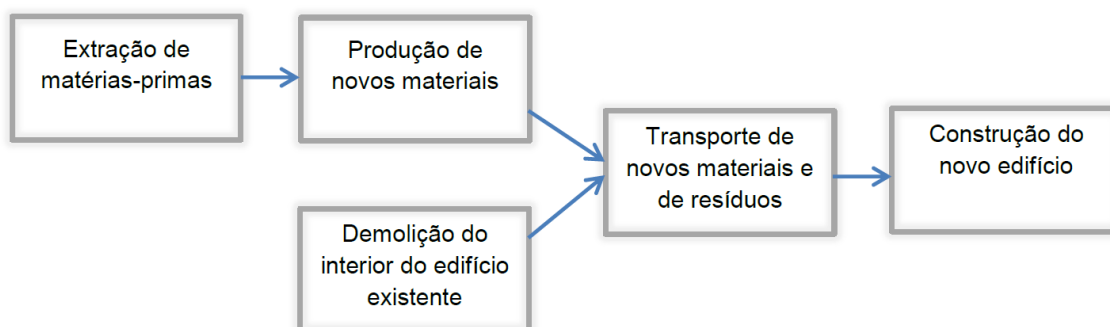 Extração de
matérias-primas
Produção de
novos materiais
Transporte de
novos materiais e
de resíduos
Construção do
novo edifício
Demolição do
interior do edifício
existente